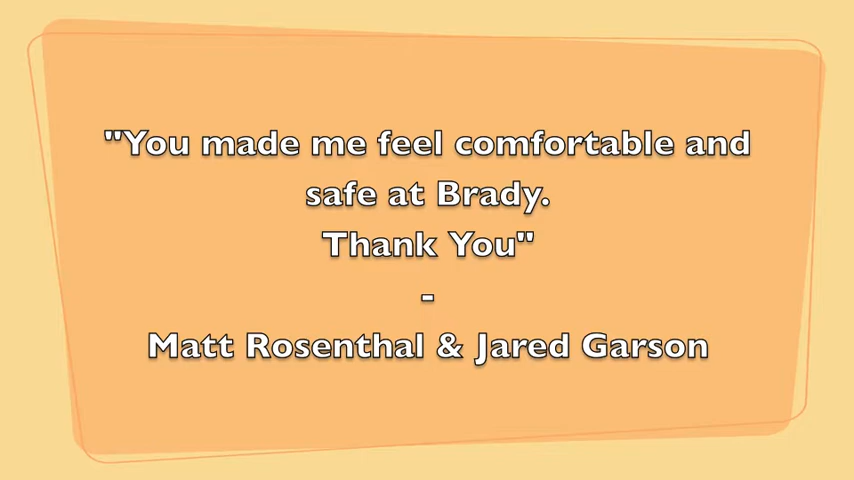 "You made me feel comfortable and
safe at Brady.
Thank You"
-
Matt Rosenthal & Jared Garson